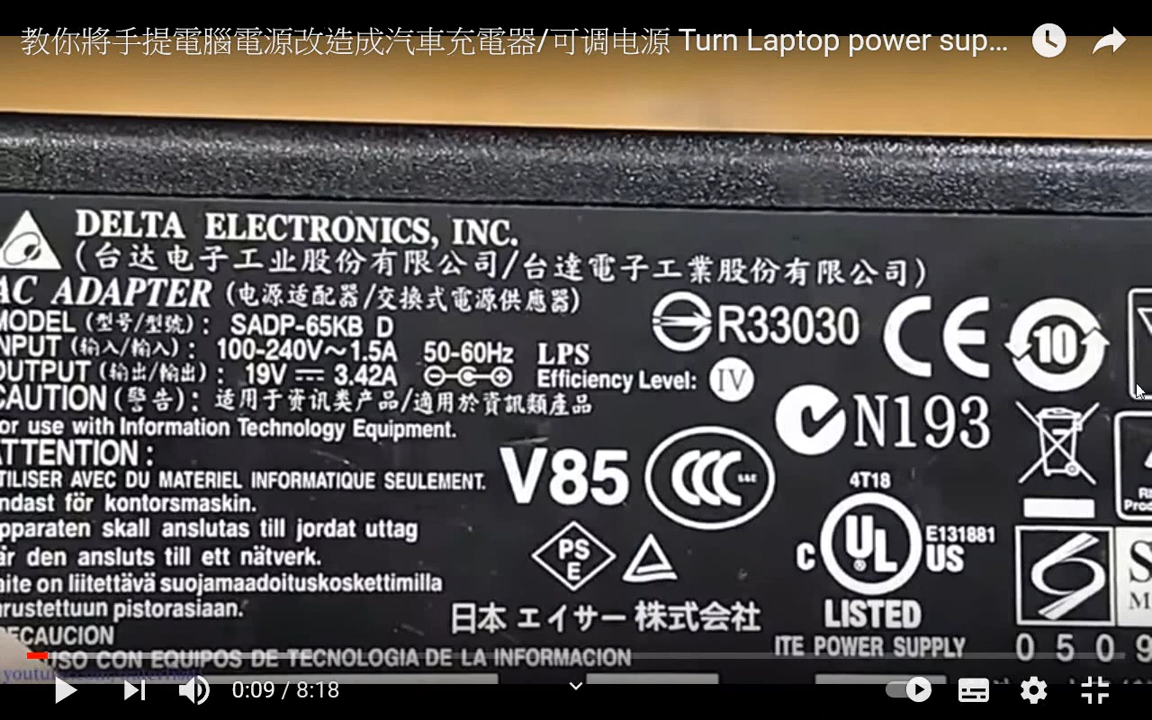 教你將手提電腦電源改造成汽車充電器/可调电源 Turn Laptop power sup...
DELTA ELECTRONICS, INC.
(台达电子工业股份有限公司/台達電子工業股份有限公司)
AC ADAPTER (电源适配器/交換式電源供應器)
MODEL (型号/型號) : SADP-65KB D
NPUT (输入/輸入) : 100-240V~1.5A 50-60Hz LPS
OUTPUT (输出/輸出) : 19V 3.42A Efficiency Level: IV
R33030
CE
10
CAUTION (警告) : 适用于资讯类产品/適用於資訊類產品
or use with Information Technology Equipment.
N193
ATTENTION :
TILISER AVEC DU MATERIEL INFORMATIQUE SEULEMENT.
V85
CCC
S&E
4T18
ndast för kontorsmaskin.
pparaten skall anslutas till jordat uttag
är den ansluts till ett nätverk.
PS
E
C UL US
E131881
LISTED
aite on liitettävä suojamaadoituskoskettimilla
rustettuun pistorasiaan.
日本エイサー株式会社
ECAUCION
ITE POWER SUPPLY
0 5 0 9
USO CON EQUIPOS DE TECNOLOGIA DE LA INFORMACION
0:09 / 8:18